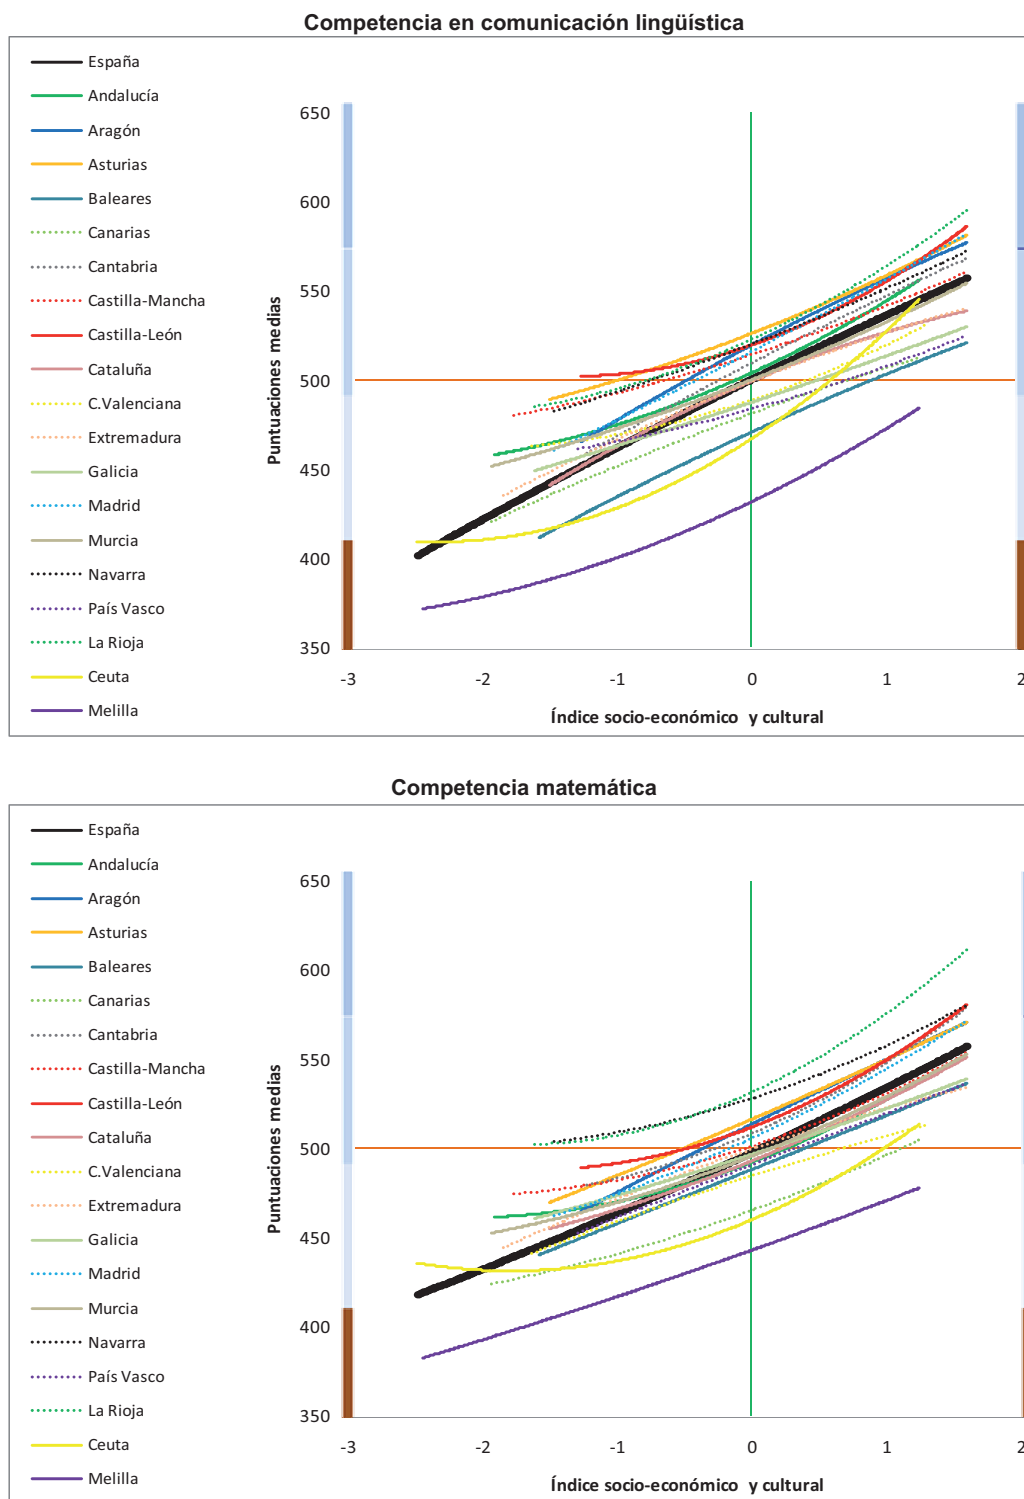 Competencia en comunicación lingüística
España
Andalucía
Aragón
Asturias
Baleares
Canarias
Cantabria
Castilla-Mancha
Castilla-León
Cataluña
C.Valenciana
Extremadura
Galicia
Madrid
Murcia
Navarra
País Vasco
La Rioja
Ceuta
Melilla
Puntuaciones medias
650
600
550
500
450
400
350
-3 -2 -1 0 1 2
Índice socio-económico y cultural
Competencia matemática
España
Andalucía
Aragón
Asturias
Baleares
Canarias
Cantabria
Castilla-Mancha
Castilla-León
Cataluña
C.Valenciana
Extremadura
Galicia
Madrid
Murcia
Navarra
País Vasco
La Rioja
Ceuta
Melilla
Puntuaciones medias
650
600
550
500
450
400
350
-3 -2 -1 0 1 2
Índice socio-económico y cultural